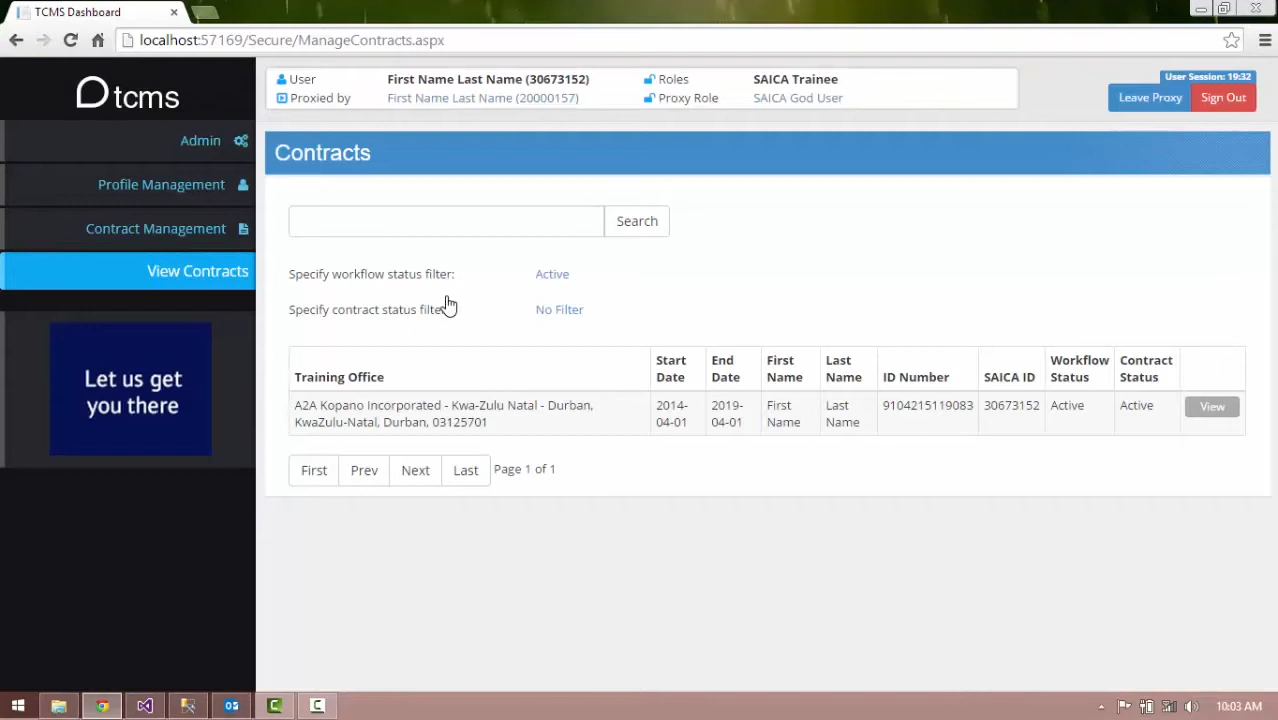 TCMS Dashboard
localhost:57169/Secure/ManageContracts.aspx
tcms
User First Name Last Name (30673152) Roles SAICA Trainee
Proxied by First Name Last Name (20000157) Proxy Role SAICA God User
User Session: 19:32
Leave Proxy Sign Out
Admin
Profile Management
Contract Management
View Contracts
Let us get
you there
Contracts
Search
Specify workflow status filter: Active
Specify contract status filte No Filter
Training Office Start Date End Date First Name Last Name ID Number SAICA ID Workflow Status Contract Status
A2A Kopano Incorporated - Kwa-Zulu Natal - Durban, 2014- 2019- First Last 9104215119083 30673152 Active Active View
KwaZulu-Natal, Durban, 03125701 04-01 04-01 Name Name
First Prev Next Last Page 1 of 1
10:03 AM